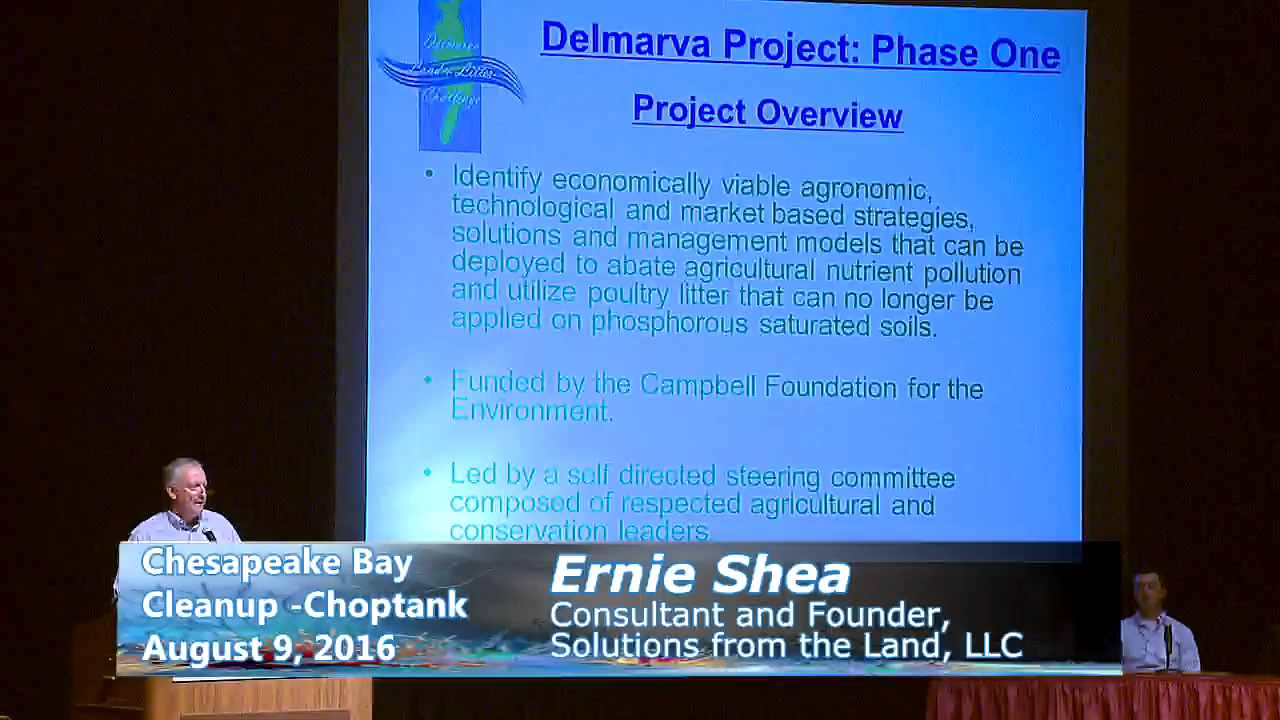 Delmarva
Land & Litter
Challenge
Delmarva Project: Phase One
Project Overview
• Identify economically viable agronomic,
technological and market based strategies,
solutions and management models that can be
deployed to abate agricultural nutrient pollution
and utilize poultry litter that can no longer be
applied on phosphorous saturated soils.
• Funded by the Campbell Foundation for the
Environment.
• Led by a self directed steering committee
composed of respected agricultural and
conservation leaders.
Chesapeake Bay
Cleanup -Choptank
August 9, 2016
Ernie Shea
Consultant and Founder,
Solutions from the Land, LLC